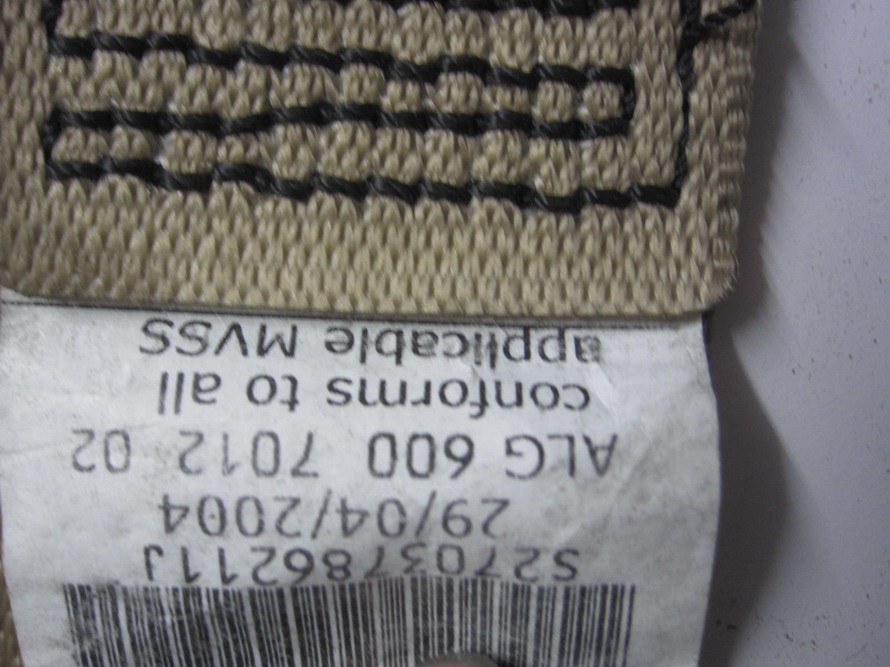 S2703786211J
29/04/2004
ALG 600 7012 02
conforms to all
applicable MVSS